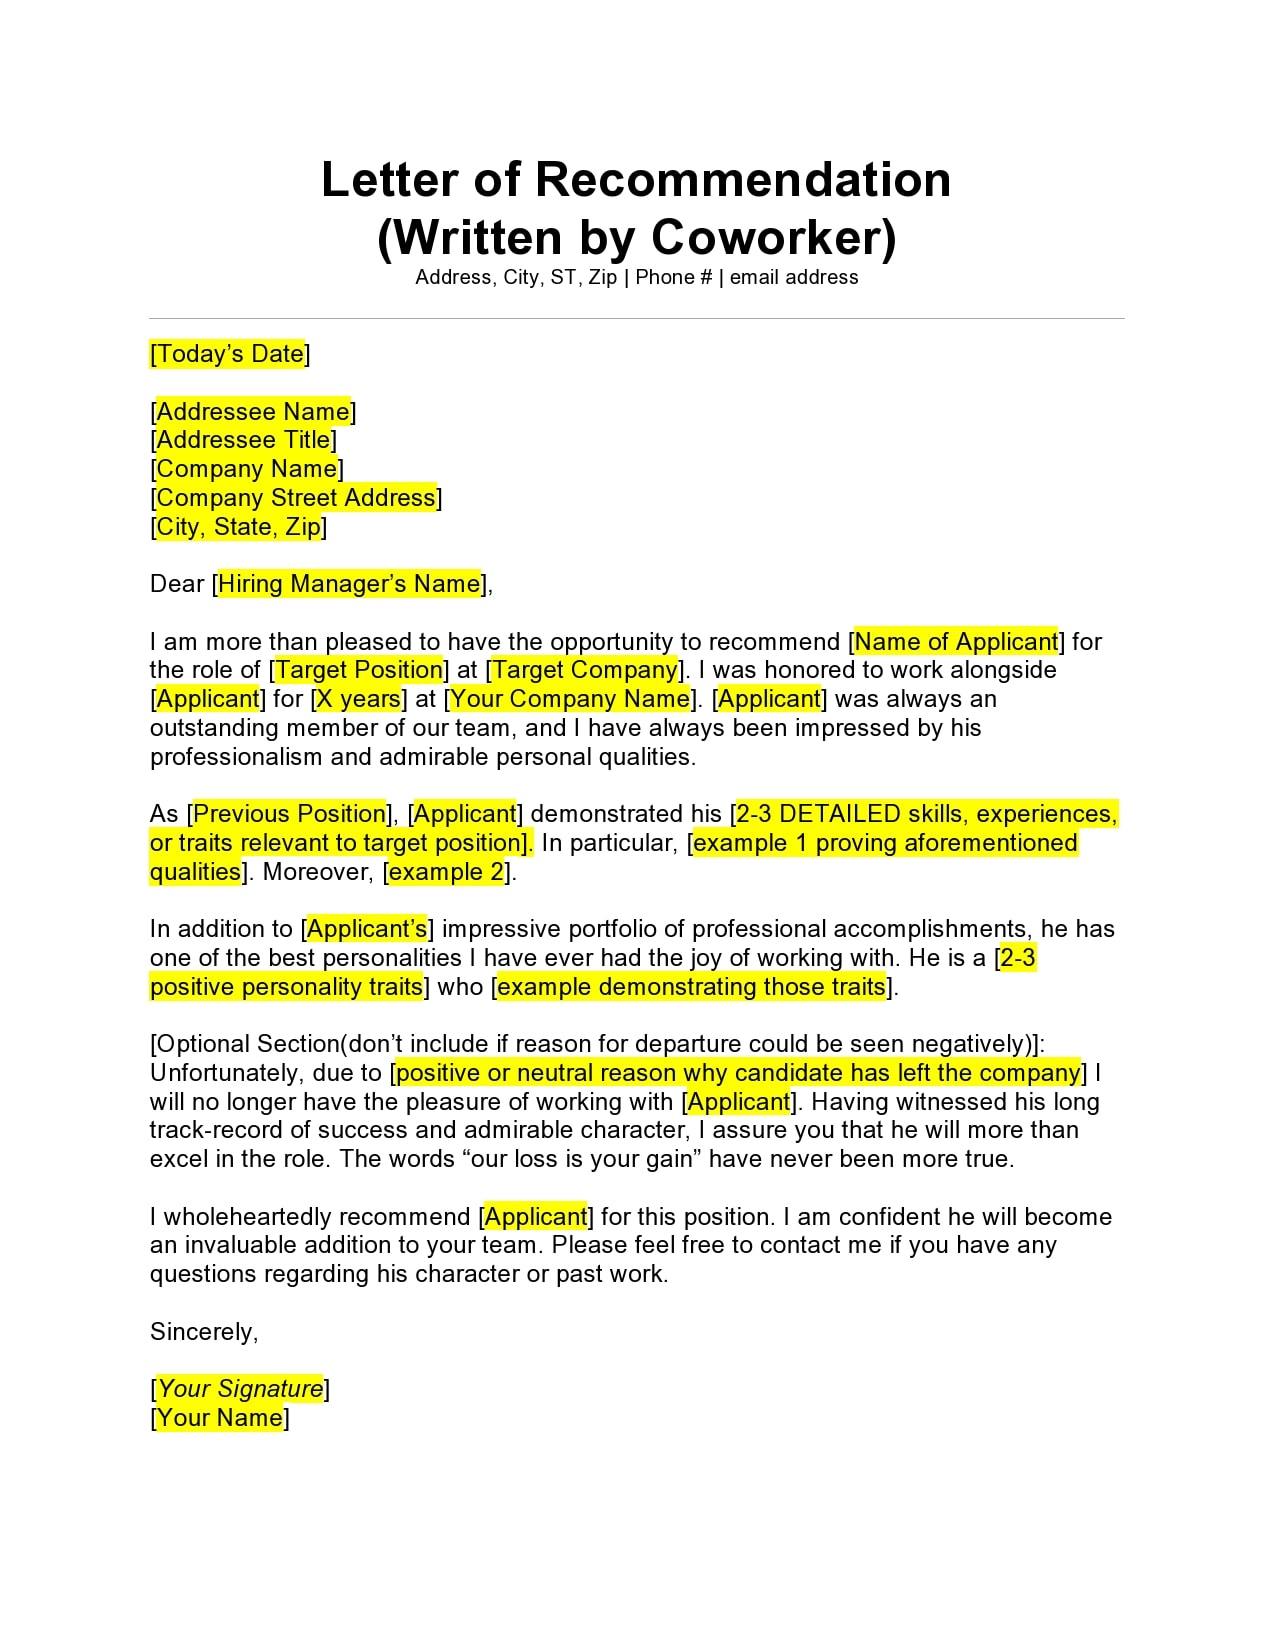 Letter of Recommendation
(Written by Coworker)
Address, City, ST, Zip | Phone # | email address
[Today’s Date]
[Addressee Name]
[Addressee Title]
[Company Name]
[Company Street Address]
[City, State, Zip]
Dear [Hiring Manager’s Name],
I am more than pleased to have the opportunity to recommend [Name of Applicant] for
the role of [Target Position] at [Target Company]. I was honored to work alongside
[Applicant] for [X years] at [Your Company Name]. [Applicant] was always an
outstanding member of our team, and I have always been impressed by his
professionalism and admirable personal qualities.
As [Previous Position], [Applicant] demonstrated his [2-3 DETAILED skills, experiences,
or traits relevant to target position]. In particular, [example 1 proving aforementioned
qualities]. Moreover, [example 2].
In addition to [Applicant’s] impressive portfolio of professional accomplishments, he has
one of the best personalities I have ever had the joy of working with. He is a [2-3
positive personality traits] who [example demonstrating those traits].
[Optional Section(don’t include if reason for departure could be seen negatively)]:
Unfortunately, due to [positive or neutral reason why candidate has left the company] I
will no longer have the pleasure of working with [Applicant]. Having witnessed his long
track-record of success and admirable character, I assure you that he will more than
excel in the role. The words “our loss is your gain” have never been more true.
I wholeheartedly recommend [Applicant] for this position. I am confident he will become
an invaluable addition to your team. Please feel free to contact me if you have any
questions regarding his character or past work.
Sincerely,
[Your Signature]
[Your Name]